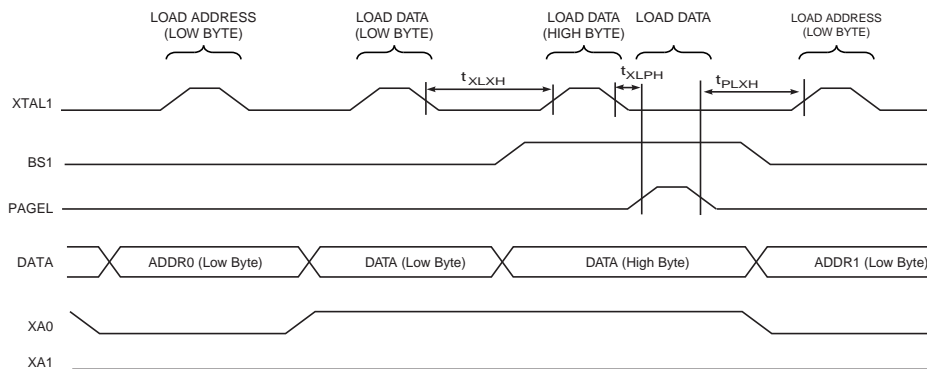 LOAD ADDRESS
(LOW BYTE)
LOAD DATA
(LOW BYTE)
LOAD DATA
(HIGH BYTE)
LOAD DATA
LOAD ADDRESS
(LOW BYTE)
tXLXH
tXLPH
tPLXH
XTAL1
BS1
PAGEL
DATA
ADDR0 (Low Byte)
DATA (Low Byte)
DATA (High Byte)
ADDR1 (Low Byte)
XA0
XA1